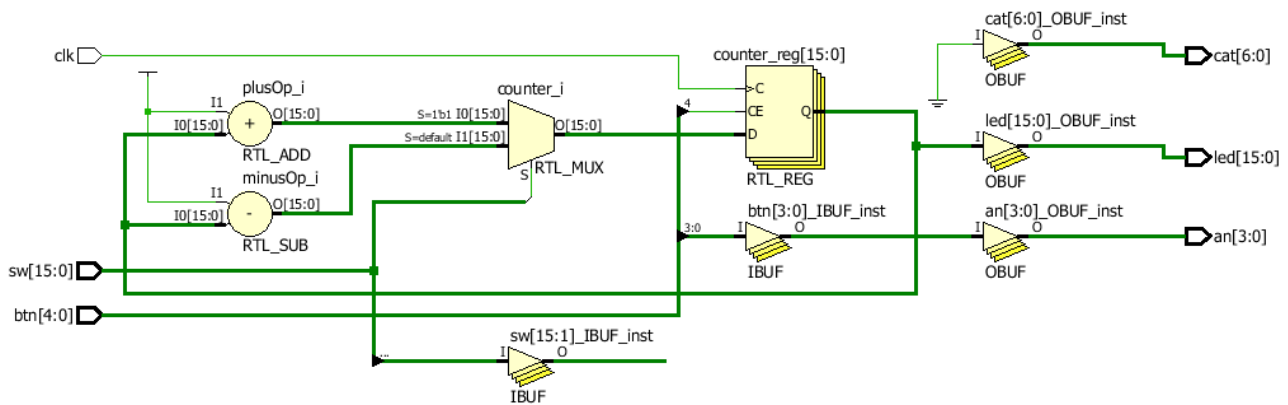 cat[6:0]_OBUF_inst
clk
counter_reg[15:0]
I
O
cat[6:0]
plusOp_i
counter_i
OBUF
C
I1
O[15:0]
S=1'b1 I0[15:0]
4
CE
Q
led[15:0]_OBUF_inst
I0[15:0]
+
S=default I1[15:0]
O[15:0]
D
I
O
RTL_ADD
led[15:0]
minusOp_i
S
RTL_MUX
RTL_REG
OBUF
I1
O[15:0]
btn[3:0]_IBUF_inst
an[3:0]_OBUF_inst
I0[15:0]
-
3:0
I
O
I
O
an[3:0]
RTL_SUB
IBUF
OBUF
sw[15:0]
btn[4:0]
sw[15:1]_IBUF_inst
...
I
O
IBUF